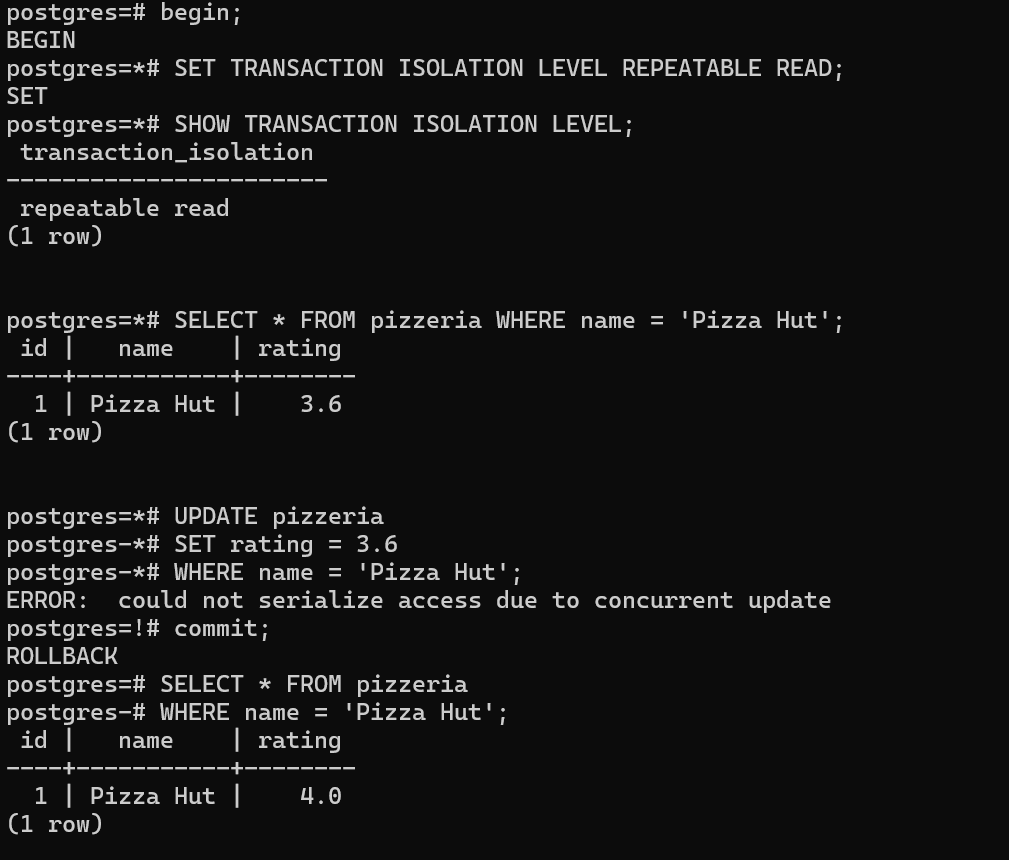 postgres=# begin;
BEGIN
postgres=*# SET TRANSACTION ISOLATION LEVEL REPEATABLE READ;
SET
postgres=*# SHOW TRANSACTION ISOLATION LEVEL;
 transaction_isolation
-----------------------
 repeatable read
(1 row)
postgres=*# SELECT * FROM pizzeria WHERE name = 'Pizza Hut';
 id |   name    | rating
----+-----------+--------
  1 | Pizza Hut |    3.6
(1 row)
postgres=*# UPDATE pizzeria
postgres-*# SET rating = 3.6
postgres-*# WHERE name = 'Pizza Hut';
ERROR:  could not serialize access due to concurrent update
postgres=!# commit;
ROLLBACK
postgres=# SELECT * FROM pizzeria
postgres-# WHERE name = 'Pizza Hut';
 id |   name    | rating
----+-----------+--------
  1 | Pizza Hut |    4.0
(1 row)